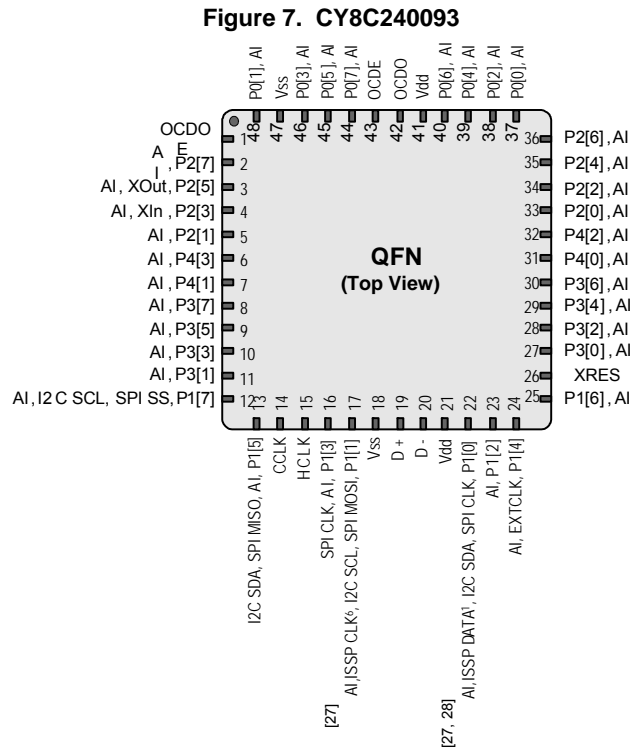 Figure 7. CY8C240093
P0[1], AI
Vss
P0[3], AI
P0[5], AI
P0[7], AI
OCDE
OCDO
Vdd
P0[6], AI
P0[4], AI
P0[2], AI
P0[0], AI
48
47
46
45
44
43
42
41
40
39
38
37
OCDO
E
1
A
I
, P2[7]
2
AI, XOut, P2[5]
3
AI, XIn, P2[3]
4
AI, P2[1]
5
AI, P4[3]
6
AI, P4[1]
7
AI, P3[7]
8
AI, P3[5]
9
AI, P3[3]
10
AI, P3[1]
11
AI, I2C SCL, SPI SS, P1[7]
12
QFN
(Top View)
36 P2[6], AI
35 P2[4], AI
34 P2[2], AI
33 P2[0], AI
32 P4[2], AI
31 P4[0], AI
30 P3[6], AI
29 P3[4], AI
28 P3[2], AI
27 P3[0], AI
26 XRES
25 P1[6], AI
13
14
15
16
17
18
19
20
21
22
23
24
I2C SDA, SPI MISO, AI, P1[5]
CCLK
HCLK
SPI CLK, AI, P1[3]
AI, ISSP CLK6, I2C SCL, SPI MOSI, P1[1]
Vss
D +
D -
Vdd
AI, ISSP DATA1, I2C SDA, SPI CLK, P1[0]
AI, P1[2]
AI, EXTCLK, P1[4]
[27]
[27, 28]